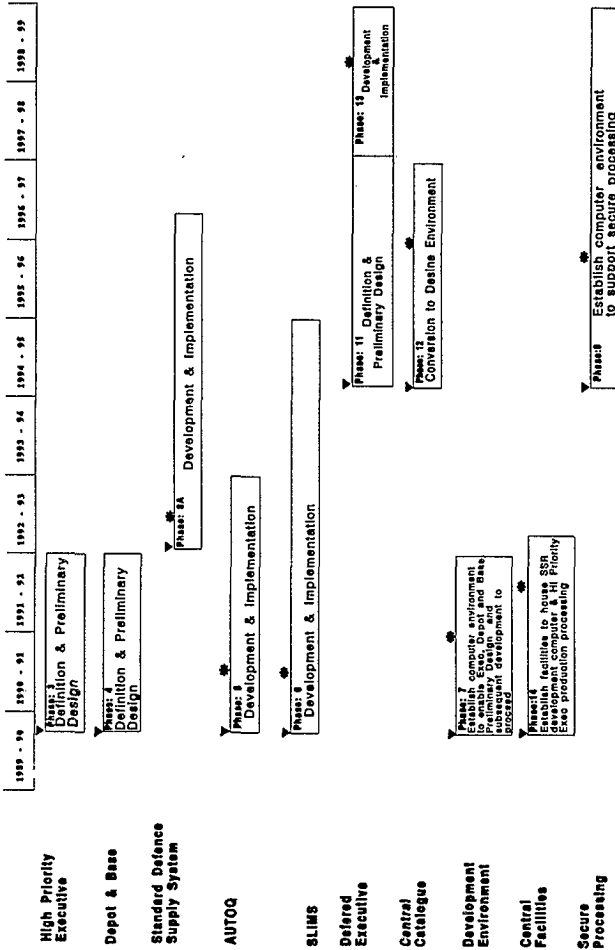 1989 - 90
1990 - 91
1991 - 92
1992 - 93
1993 - 94
1994 - 95
1995 - 96
1996 - 97
1997 - 98
1998 - 99
High Priority
Executive
Phase: 3
Definition & Preliminary
Design
Depot & Base
Phase: 4
Definition & Preliminary
Design
Standard Defence
Supply System
Phase: 8A
Development & Implementation
AUTOQ
Phase: 5
Development & Implementation
SLIMS
Phase: 6
Development & Implementation
Defered
Executive
Phase: 11 Definition &
Preliminary Design
Phase: 13 Development
&
Implementation
Central
Catalogue
Phase: 12
Conversion to Desine Environment
Development
Environment
Phase: 7
Establish computer environment
to enable Exec, Depot and Base
Preliminary Design and
subsequent development to
proceed
Central
Facilities
Phase:14
Establish facilities to house SSR
development computer & Hi Priority
Exec production processing
Secure
Processing
Phase:9
Establish computer environment
to support secure processing